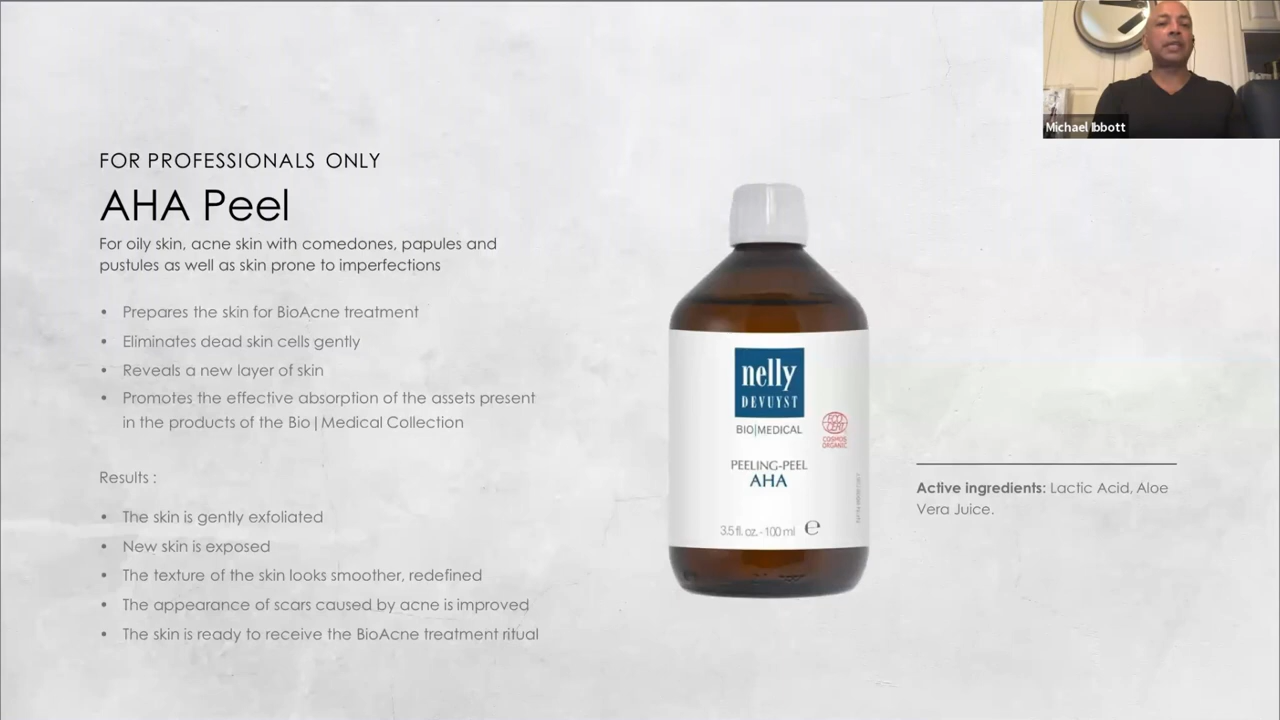 Michael Ibbott
FOR PROFESSIONALS ONLY
AHA Peel
For oily skin, acne skin with comedones, papules and
pustules as well as skin prone to imperfections
• Prepares the skin for BioAcne treatment
• Eliminates dead skin cells gently
• Reveals a new layer of skin
• Promotes the effective absorption of the assets present
in the products of the Bio|Medical Collection
Results :
• The skin is gently exfoliated
• New skin is exposed
• The texture of the skin looks smoother, redefined
• The appearance of scars caused by acne is improved
• The skin is ready to receive the BioAcne treatment ritual
nelly
DEVUYST
BIO|MEDICAL
ECO
CERT
COSMOS
ORGANIC
PEELING-PEEL
AHA
3.5 fl. oz. - 100 ml ℮
Active ingredients: Lactic Acid, Aloe
Vera Juice.